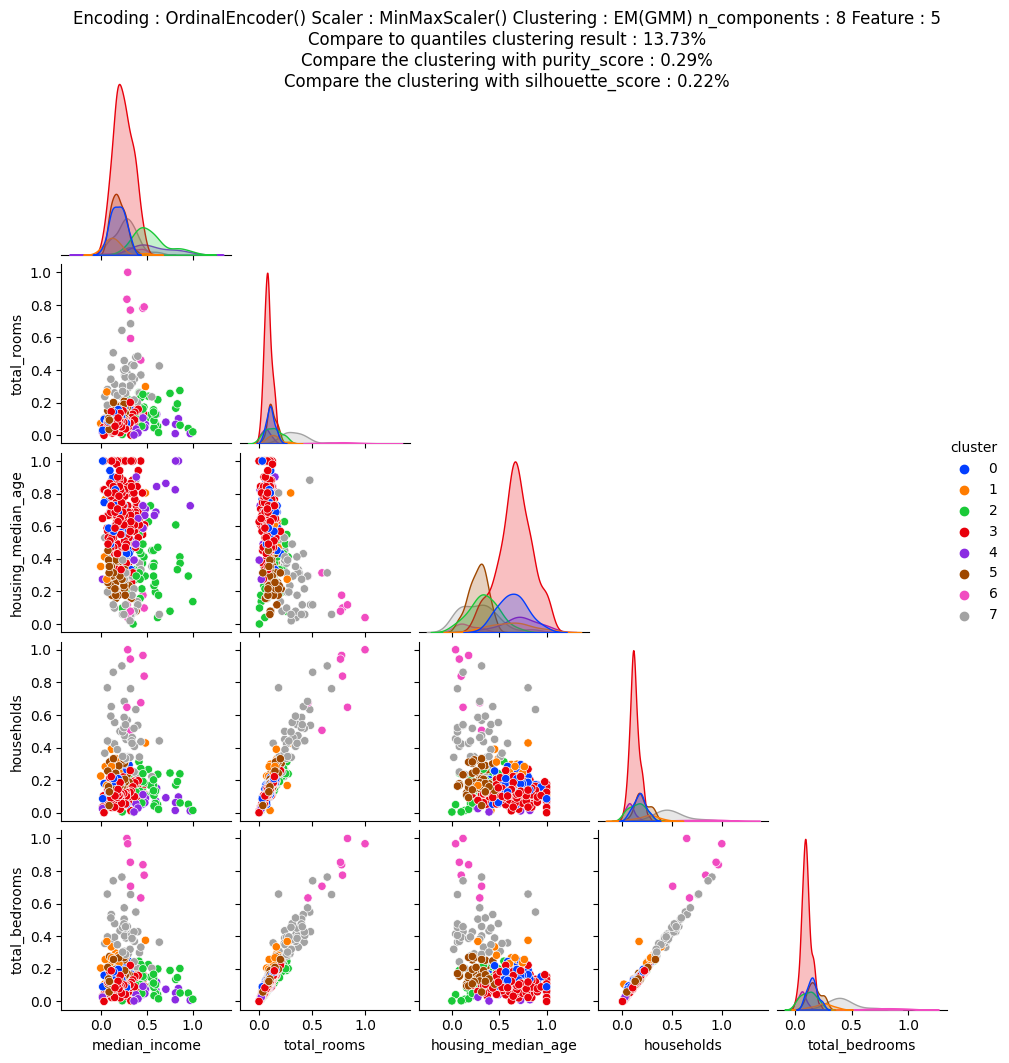 Encoding : OrdinalEncoder() Scaler : MinMaxScaler() Clustering : EM(GMM) n_components : 8 Feature : 5
Compare to quantiles clustering result : 13.73%
Compare the clustering with purity_score : 0.29%
Compare the clustering with silhouette_score : 0.22%
1.0
0.8
0.6
0.4
0.2
0.0
total_rooms
1.0
0.8
0.6
0.4
0.2
0.0
housing_median_age
1.0
0.8
0.6
0.4
0.2
0.0
households
1.0
0.8
0.6
0.4
0.2
0.0
total_bedrooms
0.0 0.5 1.0
median_income
0.0 0.5 1.0
total_rooms
0.0 0.5 1.0
housing_median_age
0.0 0.5 1.0
households
0.0 0.5 1.0
total_bedrooms
cluster
0
1
2
3
4
5
6
7